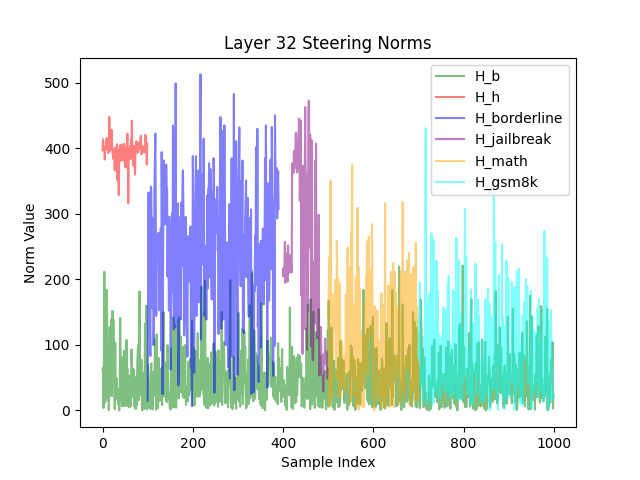 Layer 32 Steering Norms
H_b
H_h
H_borderline
H_jailbreak
H_math
H_gsm8k
500
400
300
200
100
0
Norm Value
0
200
400
600
800
1000
Sample Index